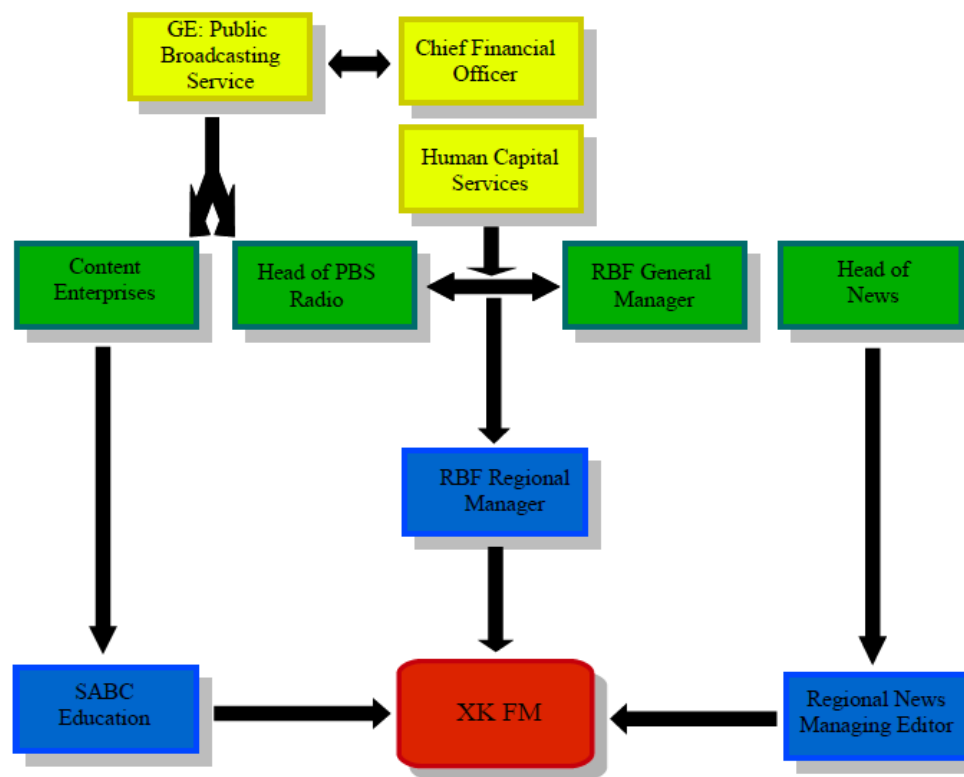 GE: Public
Broadcasting
Service
Chief Financial
Officer
Human Capital
Services
Content
Enterprises
Head of PBS
Radio
RBF General
Manager
Head of
News
RBF Regional
Manager
SABC
Education
XK FM
Regional News
Managing Editor